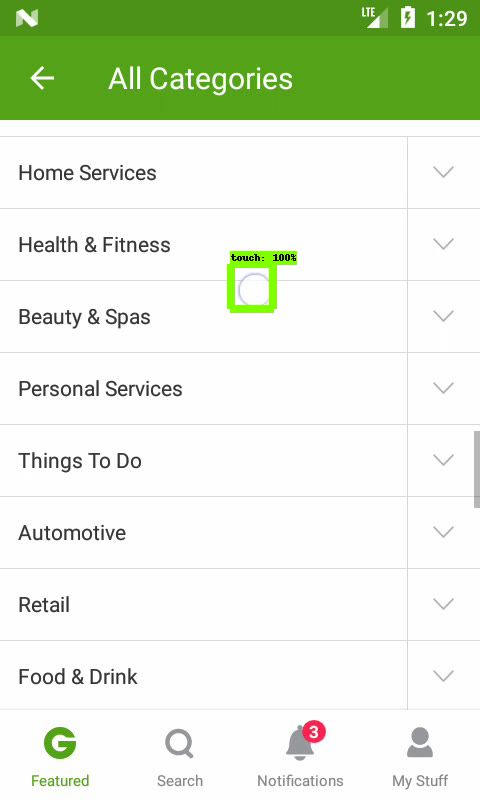 LTE 1:29
All Categories
Home Services
Health & Fitness
touch: 100%
Beauty & Spas
Personal Services
Things To Do
Automotive
Retail
Food & Drink
3
Featured Search Notifications My Stuff